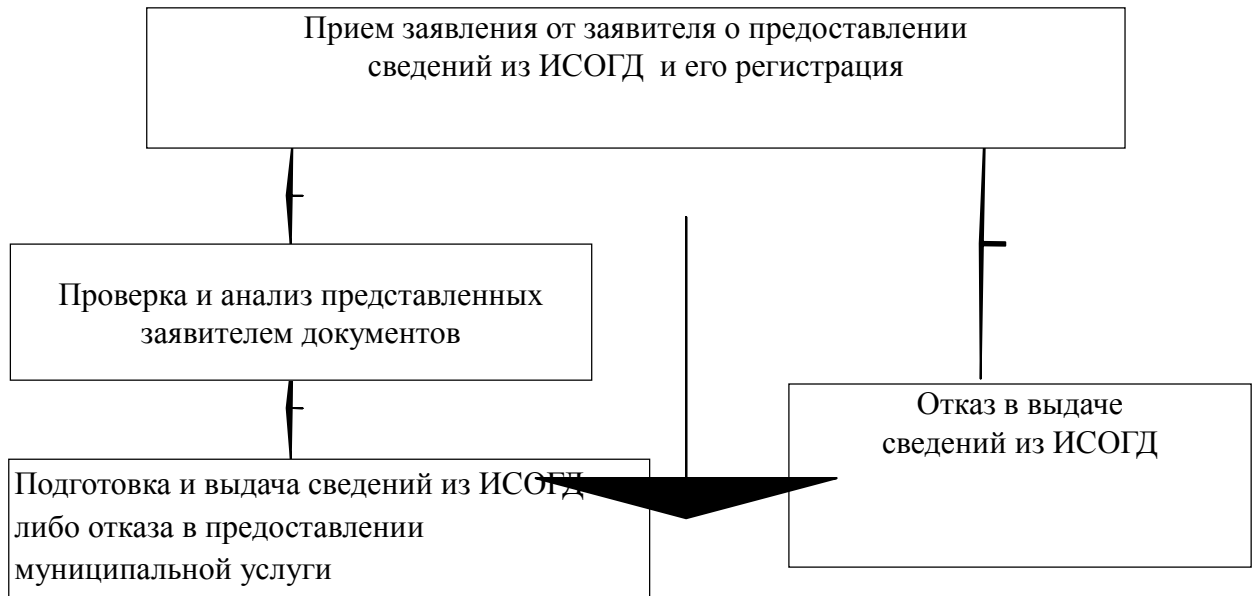 Прием заявления от заявителя о предоставлении
сведений из ИСОГД и его регистрация
Проверка и анализ представленных
заявителем документов
Отказ в выдаче
сведений из ИСОГД
Подготовка и выдача сведений из ИСОГД
либо отказа в предоставлении
муниципальной услуги